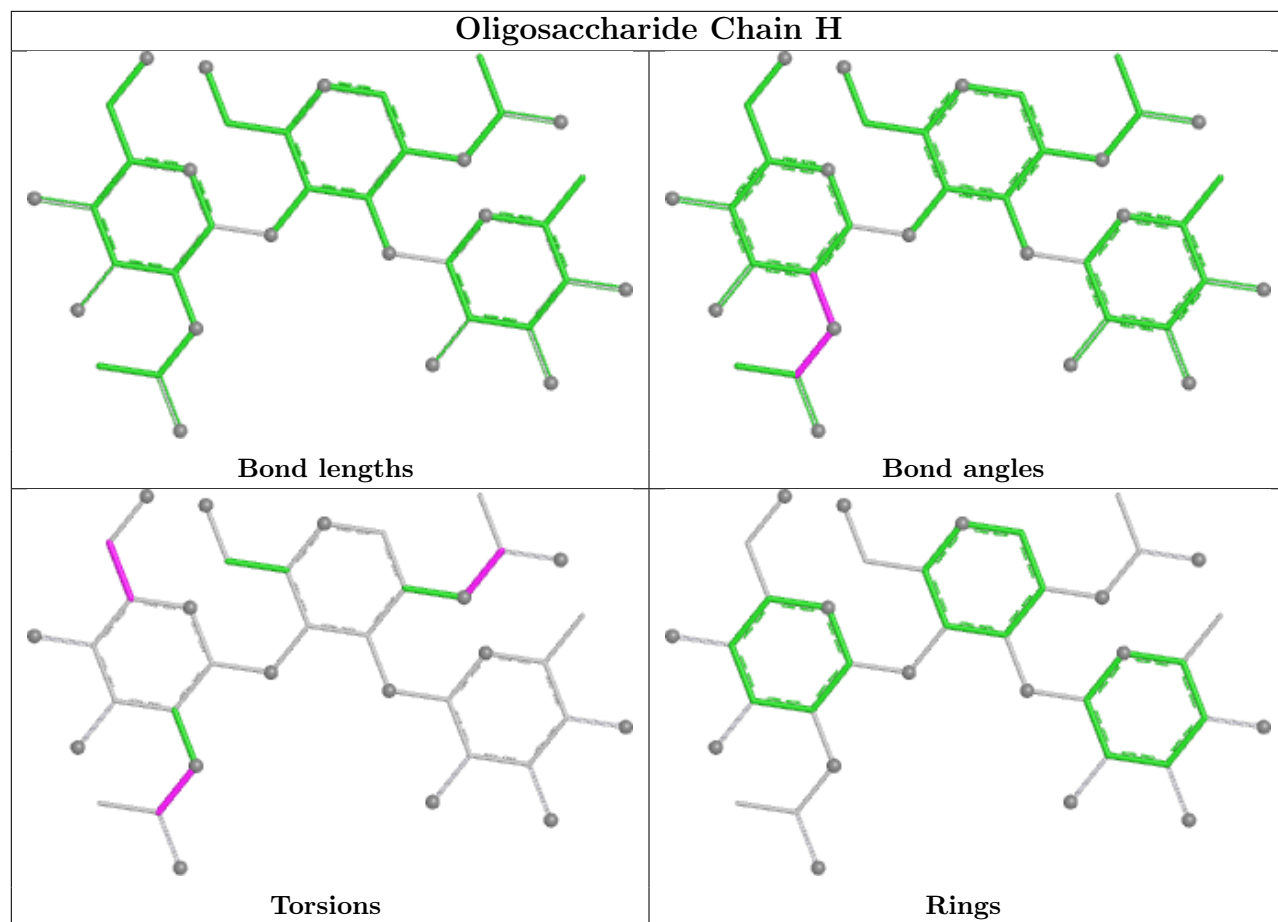 Oligosaccharide Chain H
Bond lengths
Bond angles
Torsions
Rings